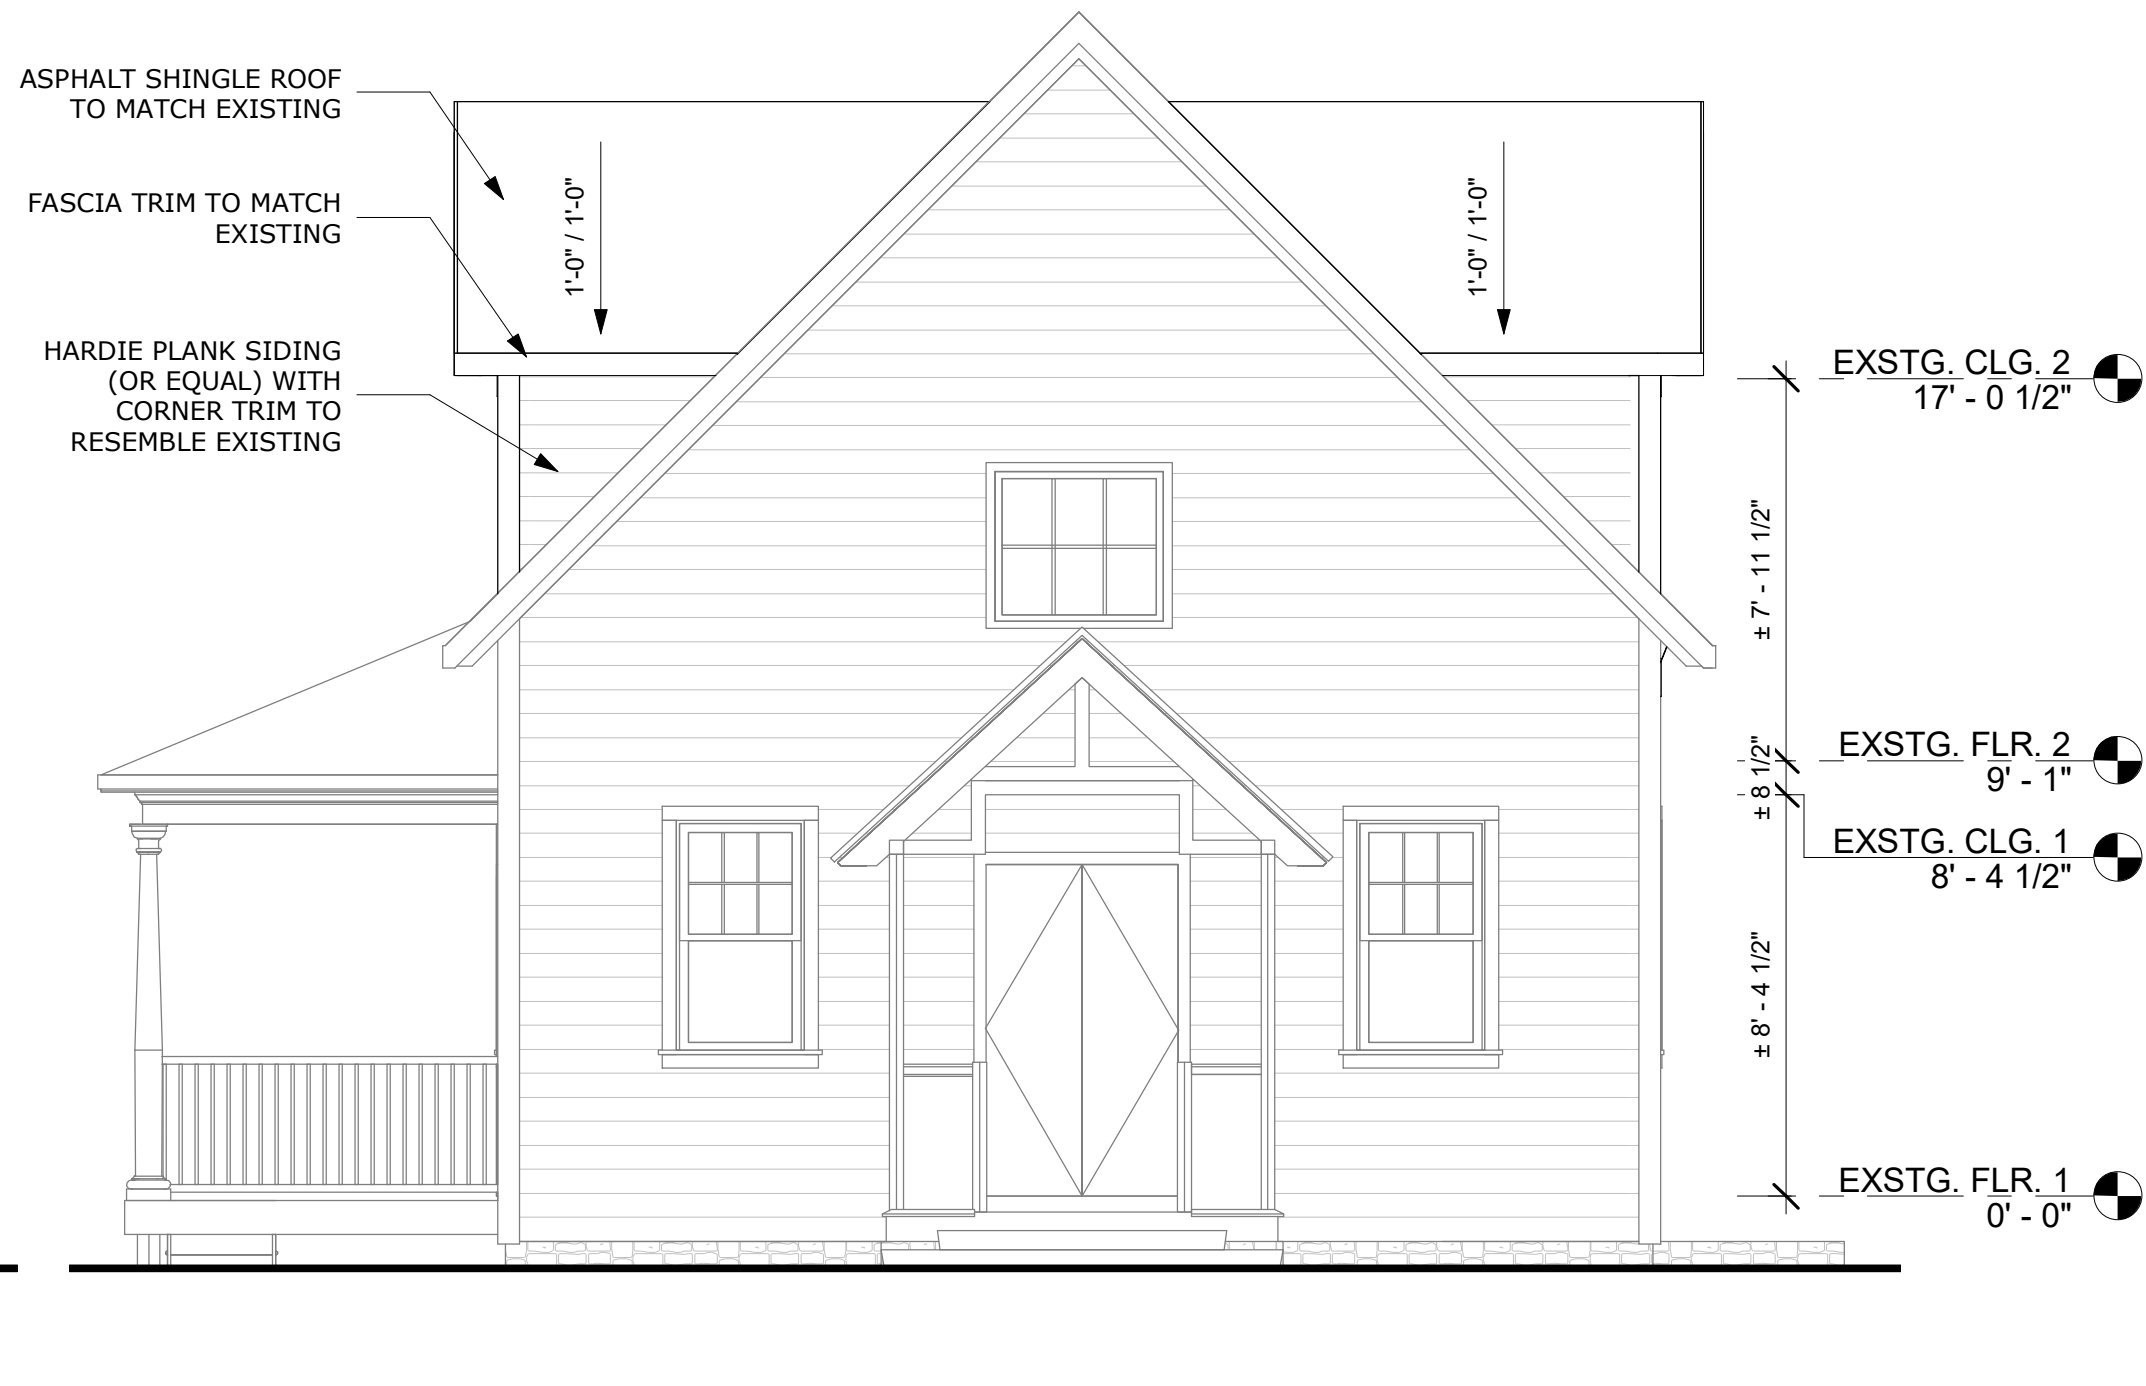 ASPHALT SHINGLE ROOF
TO MATCH EXISTING
FASCIA TRIM TO MATCH
EXISTING
HARDIE PLANK SIDING
(OR EQUAL) WITH
CORNER TRIM TO
RESEMBLE EXISTING
1'-0" / 1'-0"
1'-0" / 1'-0"
EXSTG. CLG. 2
17' - 0 1/2"
± 7' - 11 1/2"
EXSTG. FLR. 2
9' - 1"
± 8 1/2"
EXSTG. CLG. 1
8' - 4 1/2"
± 8' - 4 1/2"
EXSTG. FLR. 1
0' - 0"